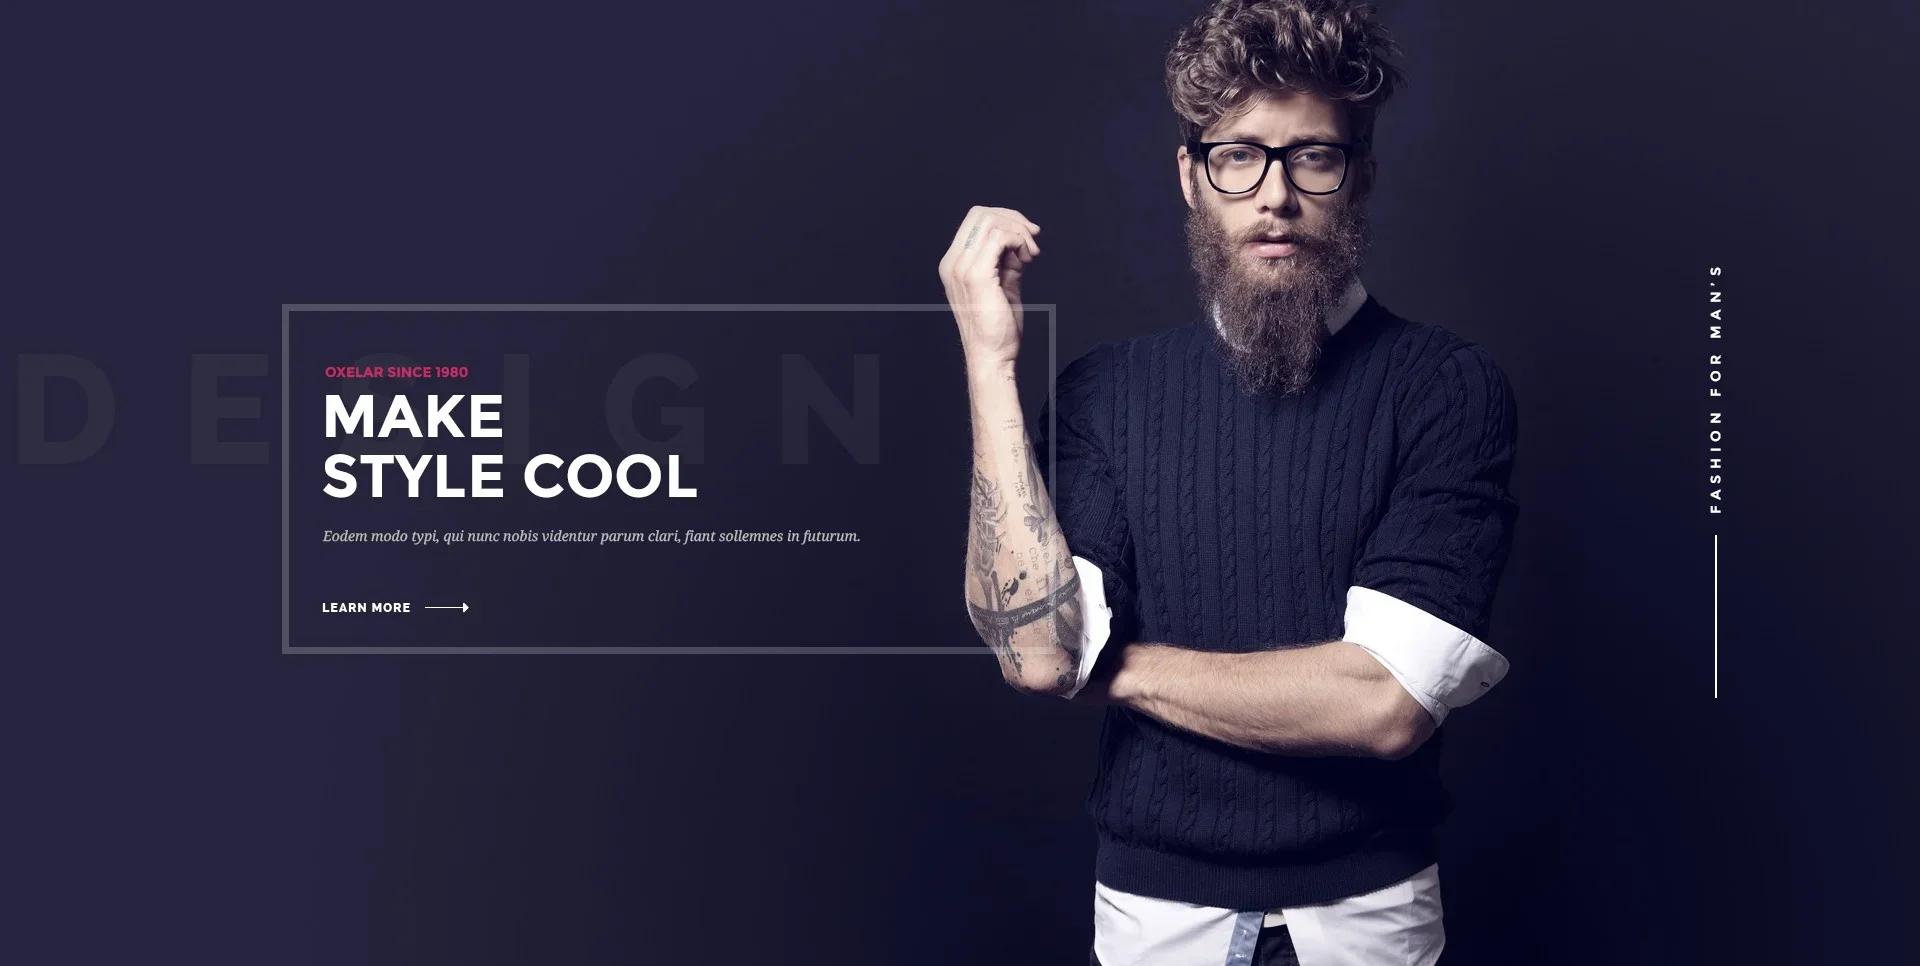 DESIGN
OXELAR SINCE 1980
MAKE
STYLE COOL
Eodem modo typi, qui nunc nobis videntur parum clari, fiant sollemnes in futurum.
LEARN MORE
FASHION FOR MAN'S